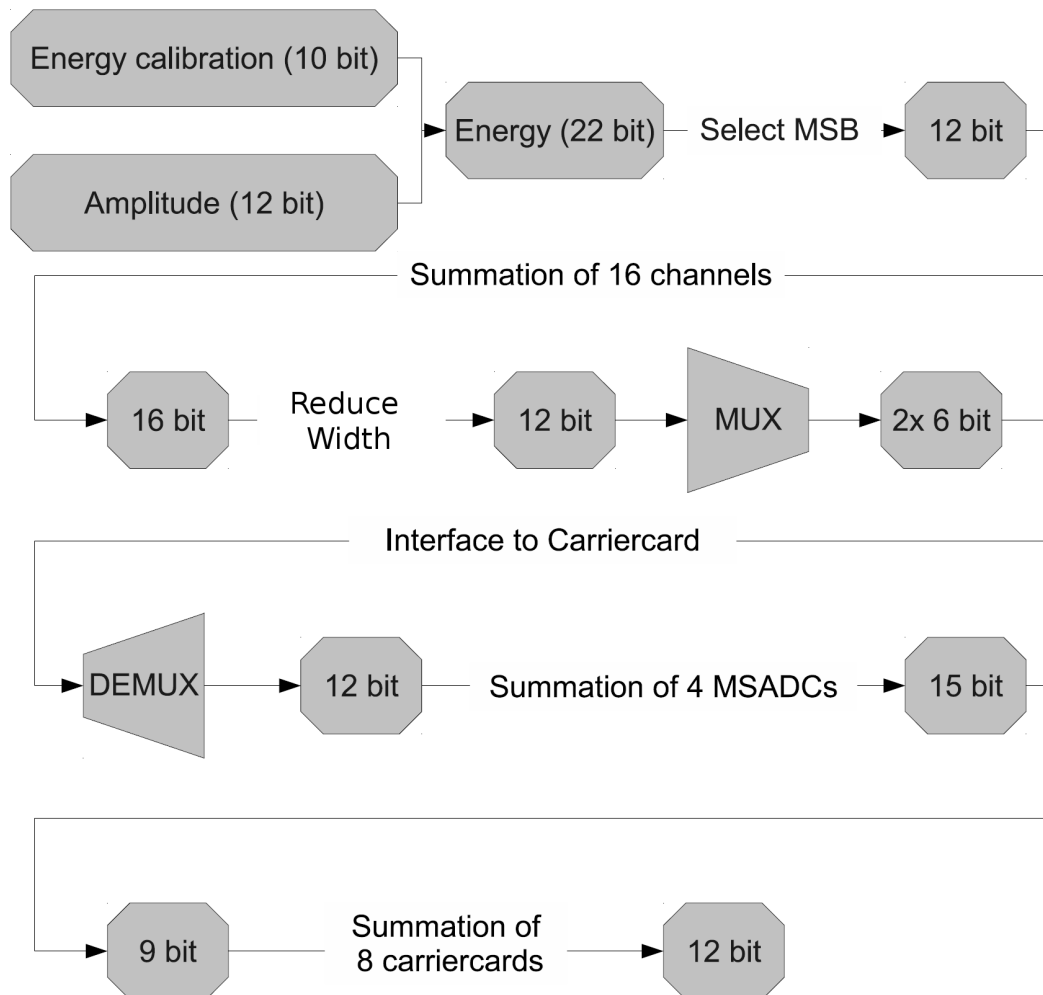 Energy calibration (10 bit)
Energy (22 bit)
Select MSB
12 bit
Amplitude (12 bit)
Summation of 16 channels
16 bit
Reduce
Width
12 bit
MUX
2x 6 bit
Interface to Carriercard
DEMUX
12 bit
Summation of 4 MSADCs
15 bit
9 bit
Summation of
8 carriercards
12 bit